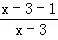 x − 3 − 1
x − 3